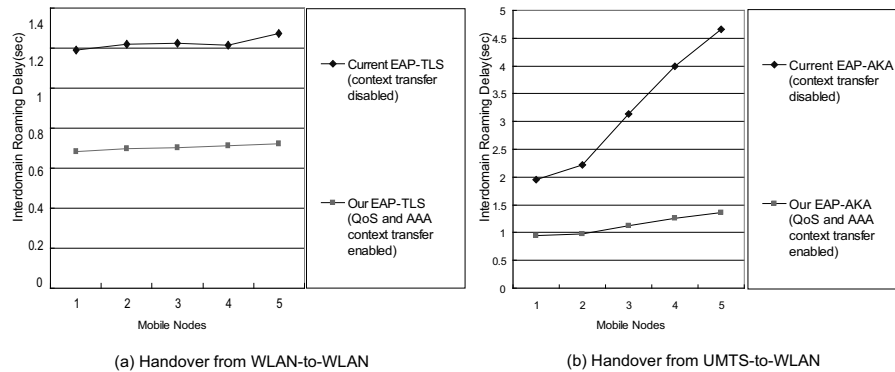 Interdomain Roaming Delay(sec)
1.4
1.2
1
0.8
0.6
0.4
0.2
0
1 2 3 4 5
Mobile Nodes
Current EAP-TLS
(context transfer
disabled)
Our EAP-TLS
(QoS and AAA
context transfer
enabled)
(a) Handover from WLAN-to-WLAN
Interdomain Roaming Delay(sec)
5
4.5
4
3.5
3
2.5
2
1.5
1
0.5
0
1 2 3 4 5
Mobile Nodes
Current EAP-AKA
(context transfer
disabled)
Our EAP-AKA
(QoS and AAA
context transfer
enabled)
(b) Handover from UMTS-to-WLAN